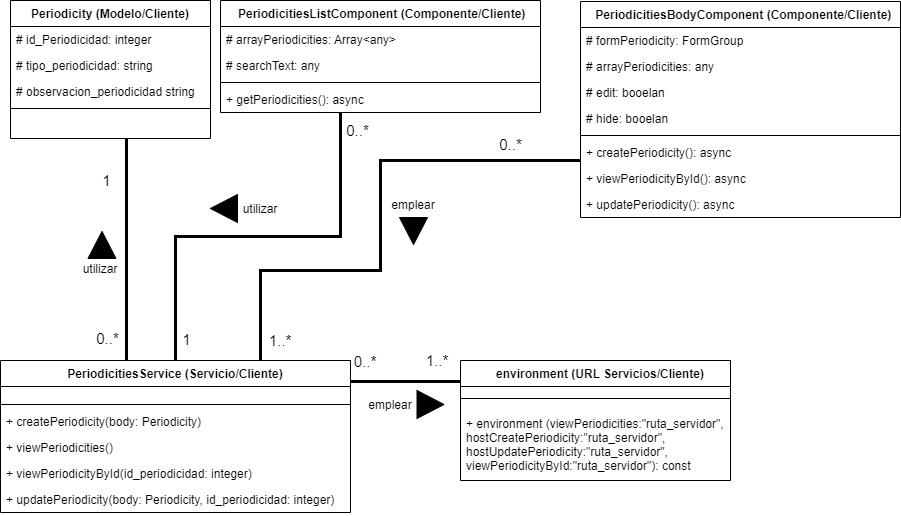 Periodicity (Modelo/Cliente)
# id_Periodicidad: integer
# tipo_periodicidad: string
# observacion_periodicidad string
PeriodicitiesListComponent (Componente/Cliente)
# arrayPeriodicities: Array<any>
# searchText: any
+ getPeriodicities(): async
PeriodicitiesBodyComponent (Componente/Cliente)
# formPeriodicity: FormGroup
# arrayPeriodicities: any
# edit: booelan
# hide: booelan
+ createPeriodicity(): async
+ viewPeriodicityById(): async
+ updatePeriodicity(): async
0..*
0..*
1
utilizar
emplear
utilizar
0..*
1
1..*
PeriodicitiesService (Servicio/Cliente)
+ createPeriodicity(body: Periodicity)
+ viewPeriodicities()
+ viewPeriodicityById(id_periodicidad: integer)
+ updatePeriodicity(body: Periodicity, id_periodicidad: integer)
0..*
1..*
emplear
environment (URL Servicios/Cliente)
+ environment (viewPeriodicities:"ruta_servidor",
hostCreatePeriodicity:"ruta_servidor",
hostUpdatePeriodicity:"ruta_servidor",
viewPeriodicityById:"ruta_servidor"): const